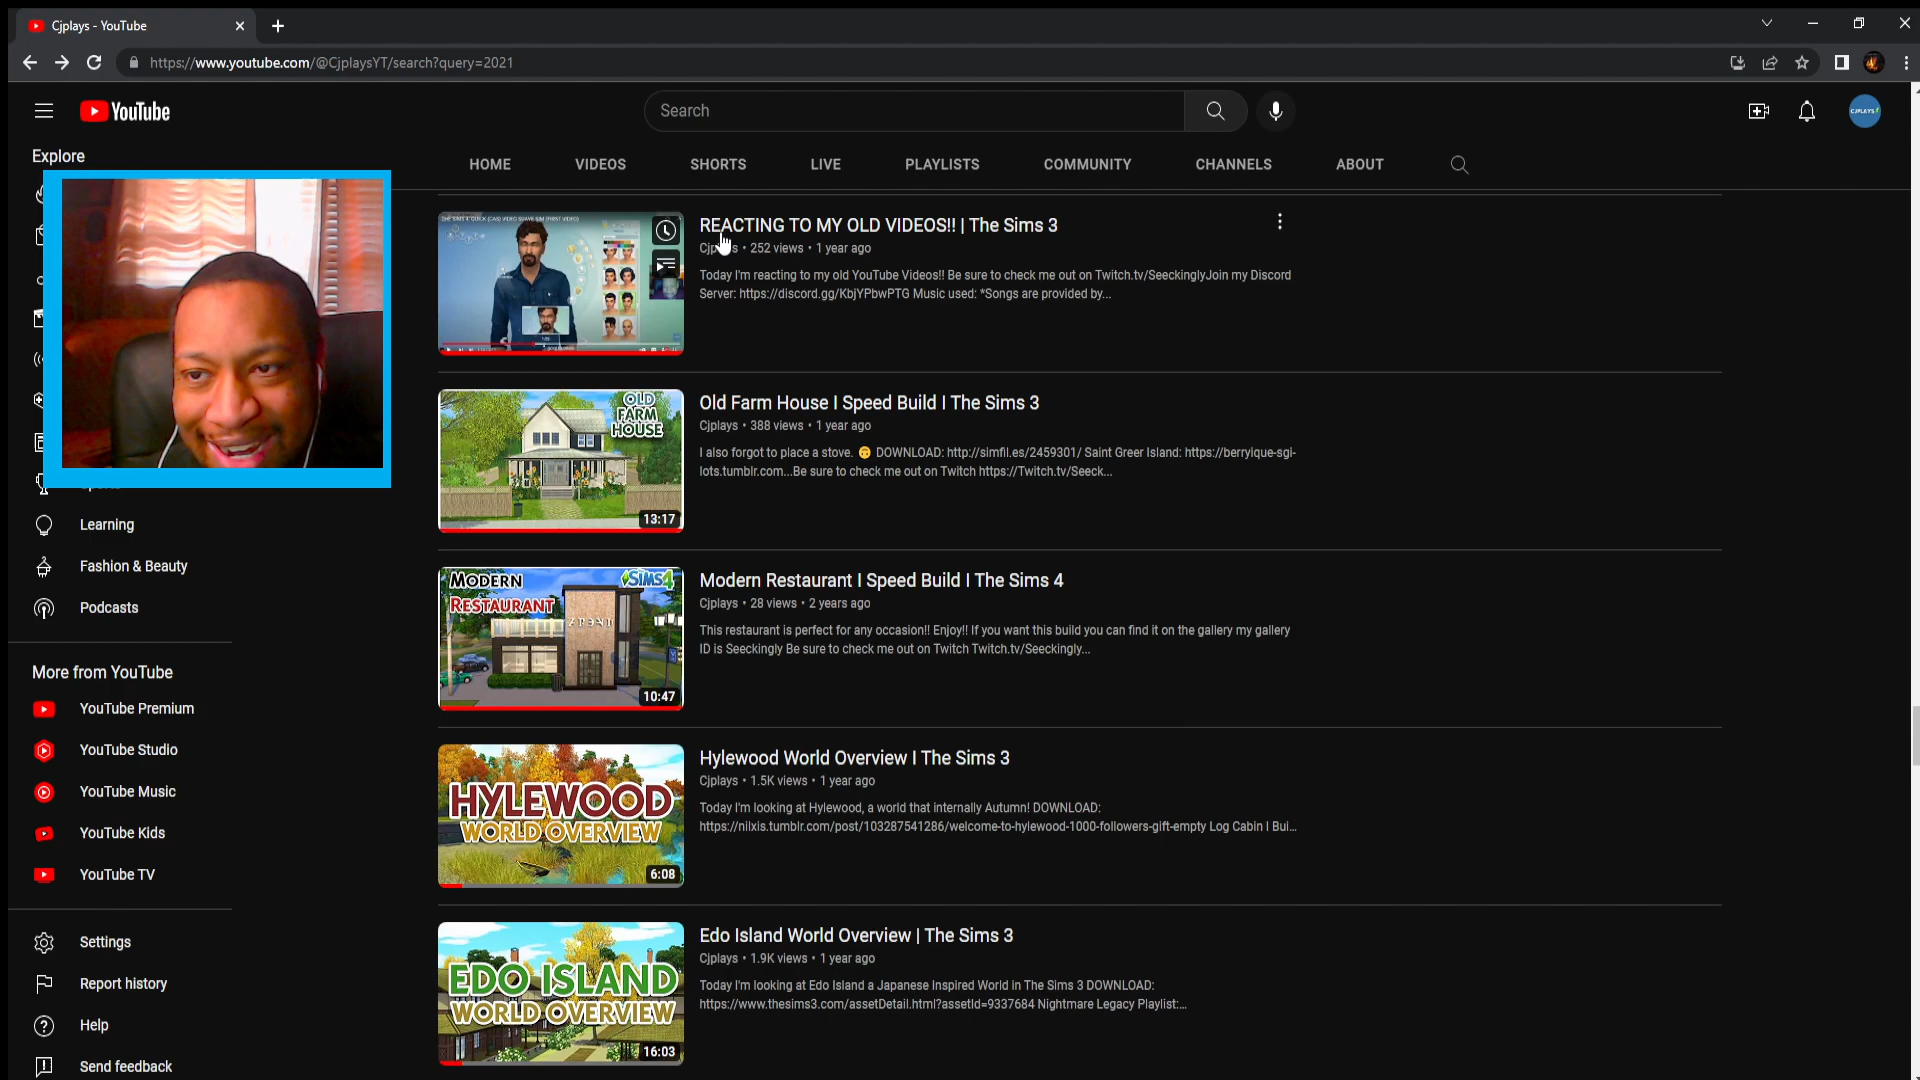 Cjplays - YouTube
https://www.youtube.com/@CjplaysYT/search?query=2021
YouTube
Search
CJPLAYS
Explore
HOME
VIDEOS
SHORTS
LIVE
PLAYLISTS
COMMUNITY
CHANNELS
ABOUT
REACTING TO MY OLD VIDEOS!! | The Sims 3
252 views • 1 year ago
Today I'm reacting to my old YouTube Videos!! Be sure to check me out on Twitch.tv/SeeckinglyJoin my Discord
Server: https://discord.gg/KbjYPbwPTG Music used: *Songs are provided by...
OLD
FARM
HOUSE
13:17
Old Farm House I Speed Build I The Sims 3
Cjplays • 388 views • 1 year ago
I also forgot to place a stove. 🙃 DOWNLOAD: http://simfil.es/2459301/ Saint Greer Island: https://berryique-sgi-
lots.tumblr.com...Be sure to check me out on Twitch https://Twitch.tv/Seeck...
MODERN
RESTAURANT
SIMS4
10:47
Modern Restaurant I Speed Build I The Sims 4
Cjplays • 28 views • 2 years ago
This restaurant is perfect for any occasion!! Enjoy!! If you want this build you can find it on the gallery my gallery
ID is Seeckingly Be sure to check me out on Twitch Twitch.tv/Seeckingly...
HYLEWOOD
WORLD OVERVIEW
6:08
Hylewood World Overview I The Sims 3
Cjplays • 1.5K views • 1 year ago
Today I'm looking at Hylewood, a world that internally Autumn! DOWNLOAD:
https://nilxis.tumblr.com/post/103287541286/welcome-to-hylewood-1000-followers-gift-empty Log Cabin I Bui...
EDO ISLAND
WORLD OVERVIEW
16:03
Edo Island World Overview | The Sims 3
Cjplays • 1.9K views • 1 year ago
Today I'm looking at Edo Island a Japanese Inspired World in The Sims 3 DOWNLOAD:
https://www.thesims3.com/assetDetail.html?assetId=9337684 Nightmare Legacy Playlist:...
Learning
Fashion & Beauty
Podcasts
More from YouTube
YouTube Premium
YouTube Studio
YouTube Music
YouTube Kids
YouTube TV
Settings
Report history
Help
Send feedback